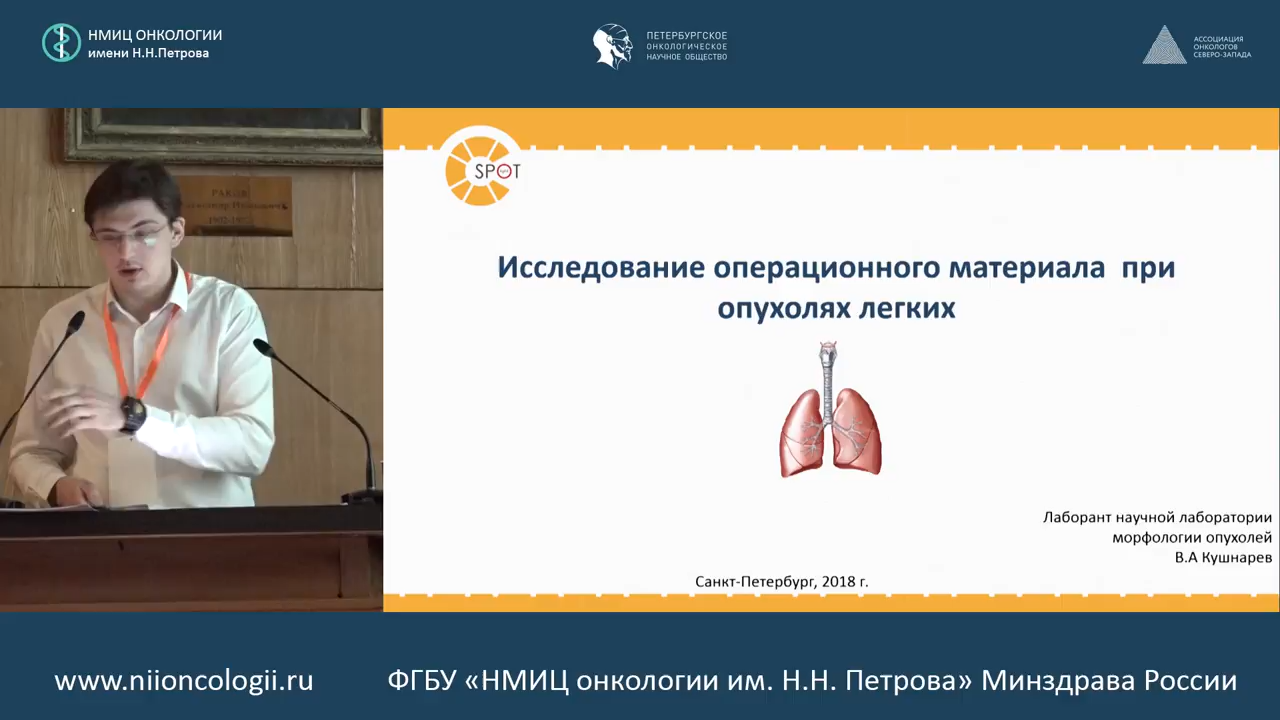 НМИЦ ОНКОЛОГИИ
имени Н.Н.Петрова
ПЕТЕРБУРГСКОЕ
ОНКОЛОГИЧЕСКОЕ
НАУЧНОЕ ОБЩЕСТВО
АССОЦИАЦИЯ
ОНКОЛОГОВ
СЕВЕРО-ЗАПАДА
РАКОВ
SPOT
Исследование операционного материала при
опухолях легких
Лаборант научной лаборатории
морфологии опухолей
В.А Кушнарев
Санкт-Петербург, 2018 г.
www.niioncologii.ru
ФГБУ «НМИЦ онкологии им. Н.Н. Петрова» Минздрава России